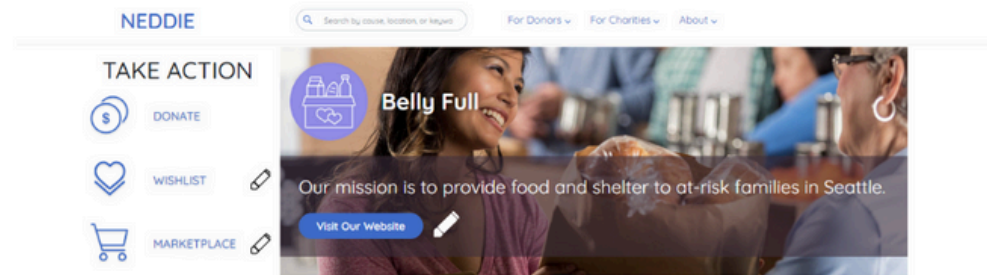 NEDDIE
Search by cause, location, or keywo
For Donors
For Charities
About
TAKE ACTION
$ DONATE
WISHLIST
MARKETPLACE
Belly Full
Our mission is to provide food and shelter to at-risk families in Seattle.
Visit Our Website